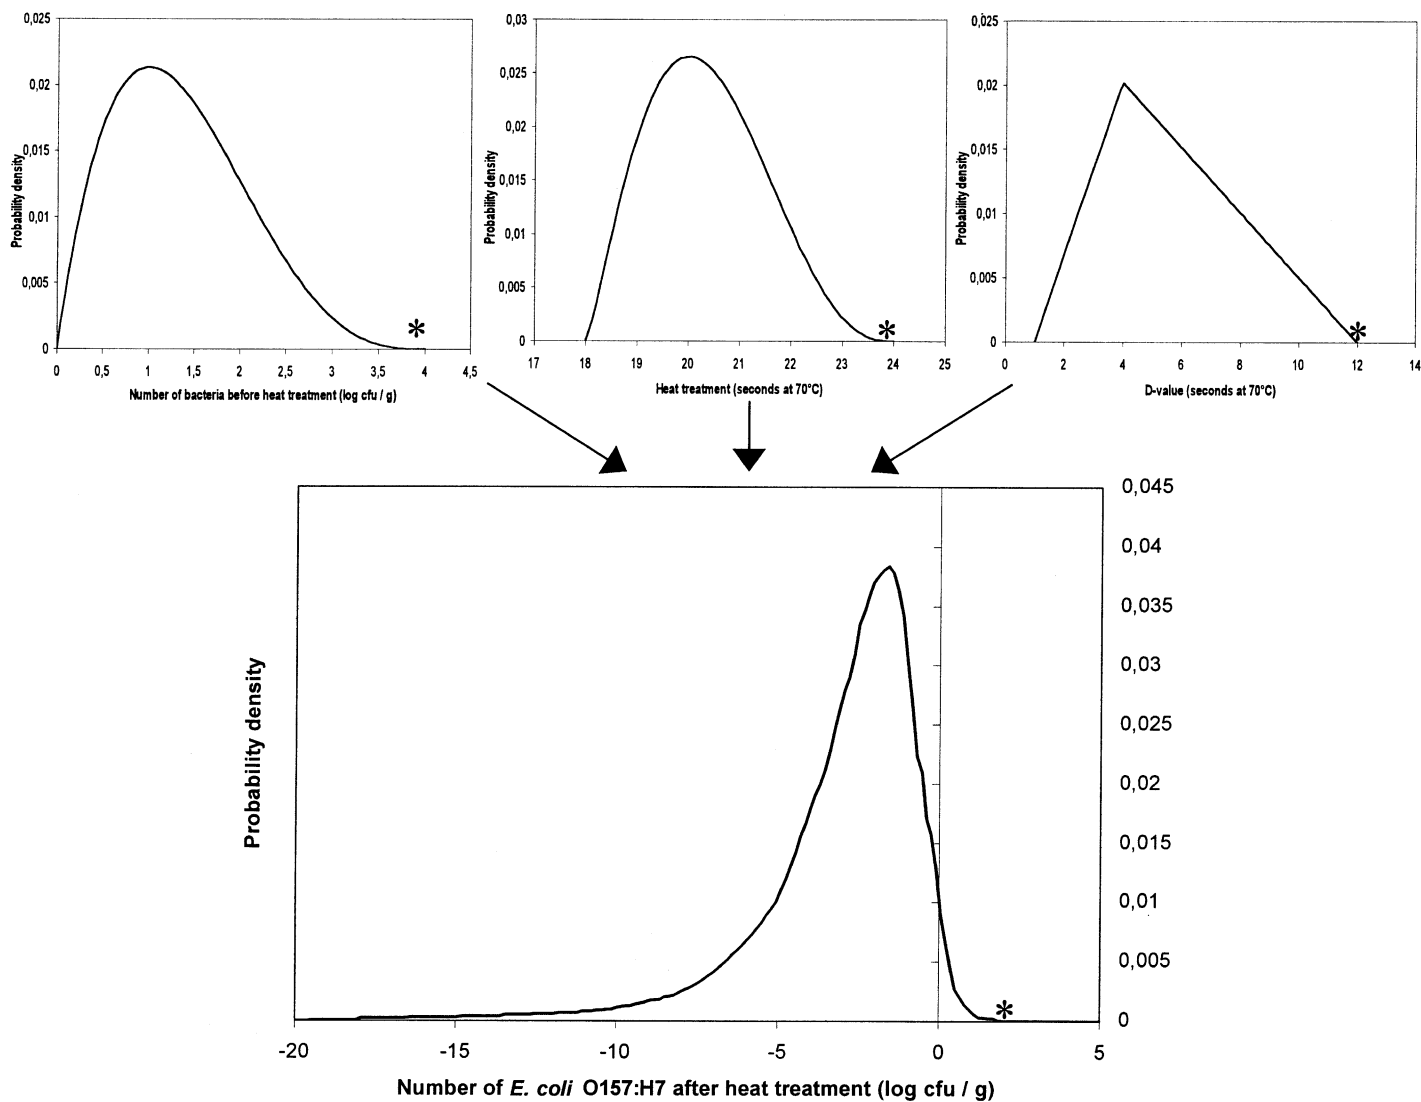 0,025
0,02
0,015
0,01
0,005
0
Probability density
0 0,5 1 1,5 2 2,5 3 3,5 4 4,5
Number of bacteria before heat treatment (log cfu / g)
*
0,03
0,025
0,02
0,015
0,01
0,005
0
Probability density
17 18 19 20 21 22 23 24 25
Heat treatment (seconds at 70°C)
*
0,025
0,02
0,015
0,01
0,005
0
Probability density
0 2 4 6 8 10 12 14
D-value (seconds at 70°C)
*
Probability density
0,045
0,04
0,035
0,03
0,025
0,02
0,015
0,01
0,005
0
*
-20 -15 -10 -5 0 5
Number of E. coli O157:H7 after heat treatment (log cfu / g)